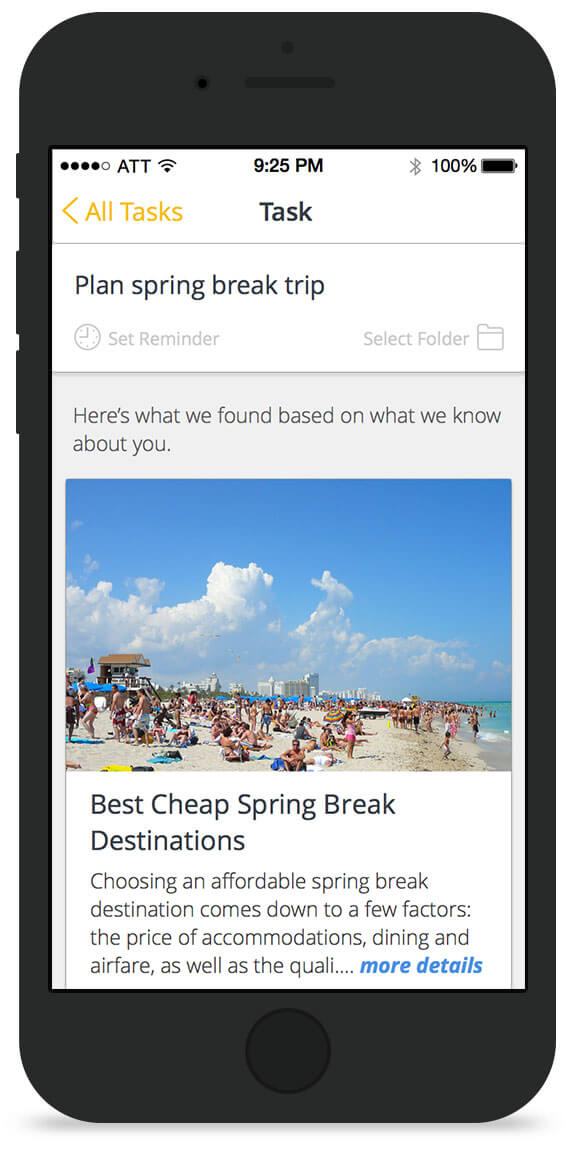 ATT 9:25 PM 100%
All Tasks Task
Plan spring break trip
Set Reminder Select Folder
Here’s what we found based on what we know
about you.
Best Cheap Spring Break
Destinations
Choosing an affordable spring break
destination comes down to a few factors:
the price of accommodations, dining and
airfare, as well as the quali.... more details